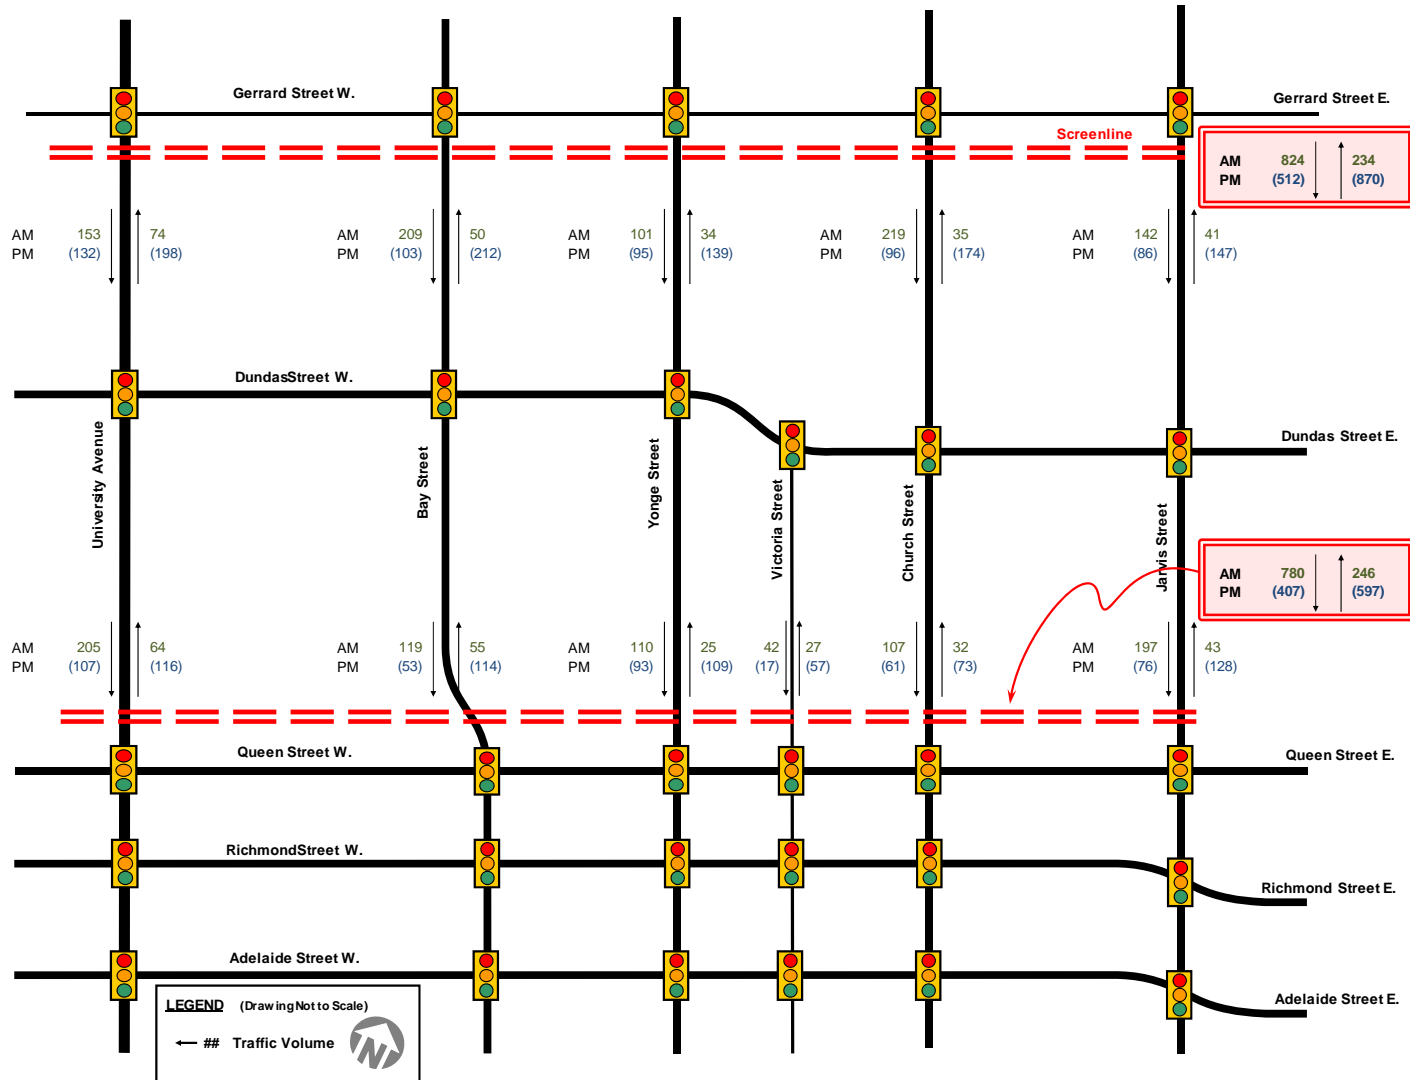 Gerrard Street W.
Gerrard Street E.
Screenline
AM 824 234
PM (512) (870)
AM 153 74 AM 209 50 AM 101 34 AM 219 35 AM 142 41
PM (132) (198) PM (103) (212) PM (95) (139) PM (96) (174) PM (86) (147)
DundasStreet W.
Dundas Street E.
University Avenue
Bay Street
Yonge Street
Victoria Street
Church Street
Jarvis Street
AM 780 246
PM (407) (597)
AM 205 64 AM 119 55 AM 110 25 42 27 107 32 AM 197 43
PM (107) (116) PM (53) (114) PM (93) (109) (17) (57) (61) (73) PM (76) (128)
Queen Street W.
Queen Street E.
RichmondStreet W.
Richmond Street E.
Adelaide Street W.
Adelaide Street E.
LEGEND (Drawing Not to Scale)
## Traffic Volume
N